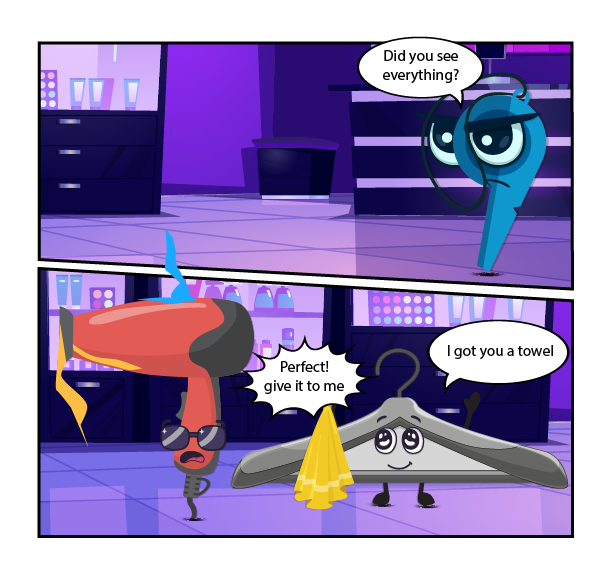 Did you see
everything?
Perfect!
give it to me
I got you a towel